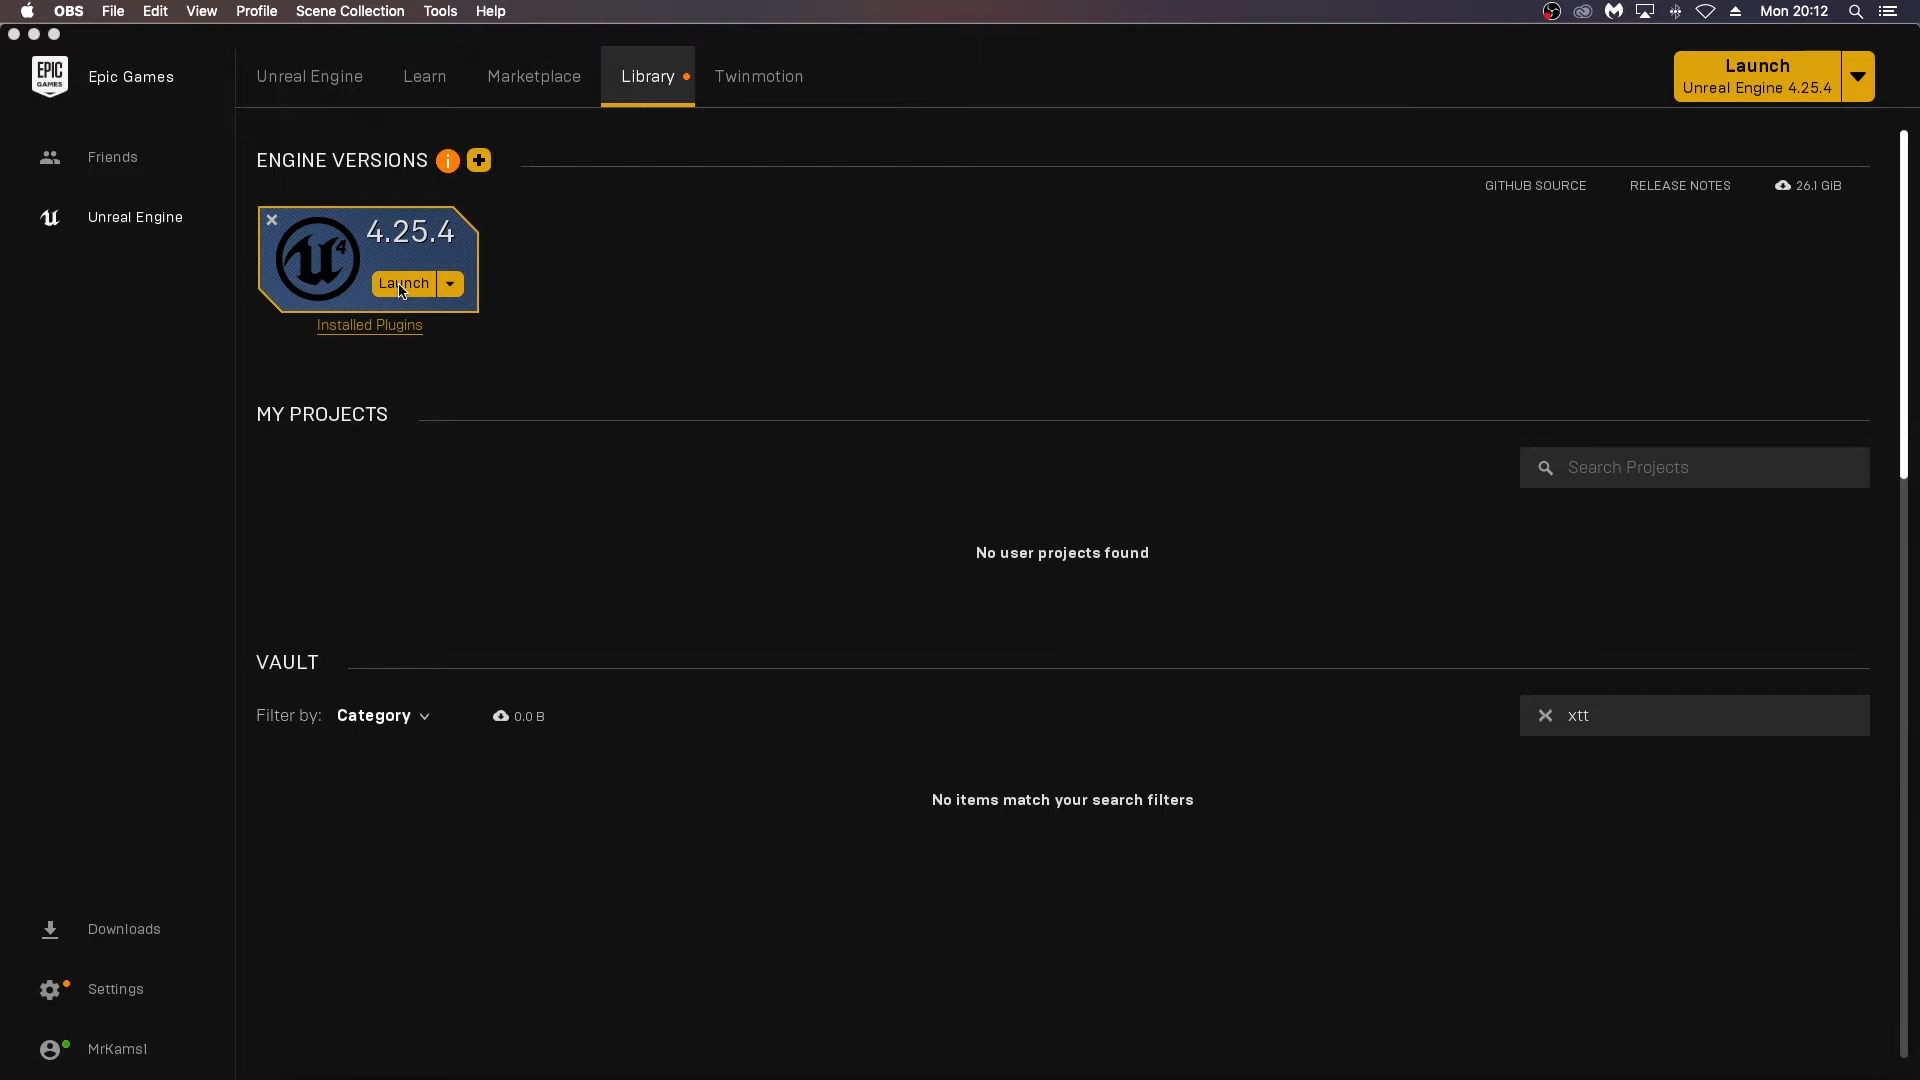 OBS File Edit View Profile Scene Collection Tools Help Mon 20:12
EPIC GAMES Epic Games Unreal Engine Learn Marketplace Library Twinmotion
Launch
Unreal Engine 4.25.4
Friends
Unreal Engine
ENGINE VERSIONS i
GITHUB SOURCE RELEASE NOTES 26.1 GiB
4.25.4
Launch
Installed Plugins
MY PROJECTS
Search Projects
No user projects found
VAULT
Filter by: Category 0.0 B xtt
No items match your search filters
Downloads
Settings
MrKams1